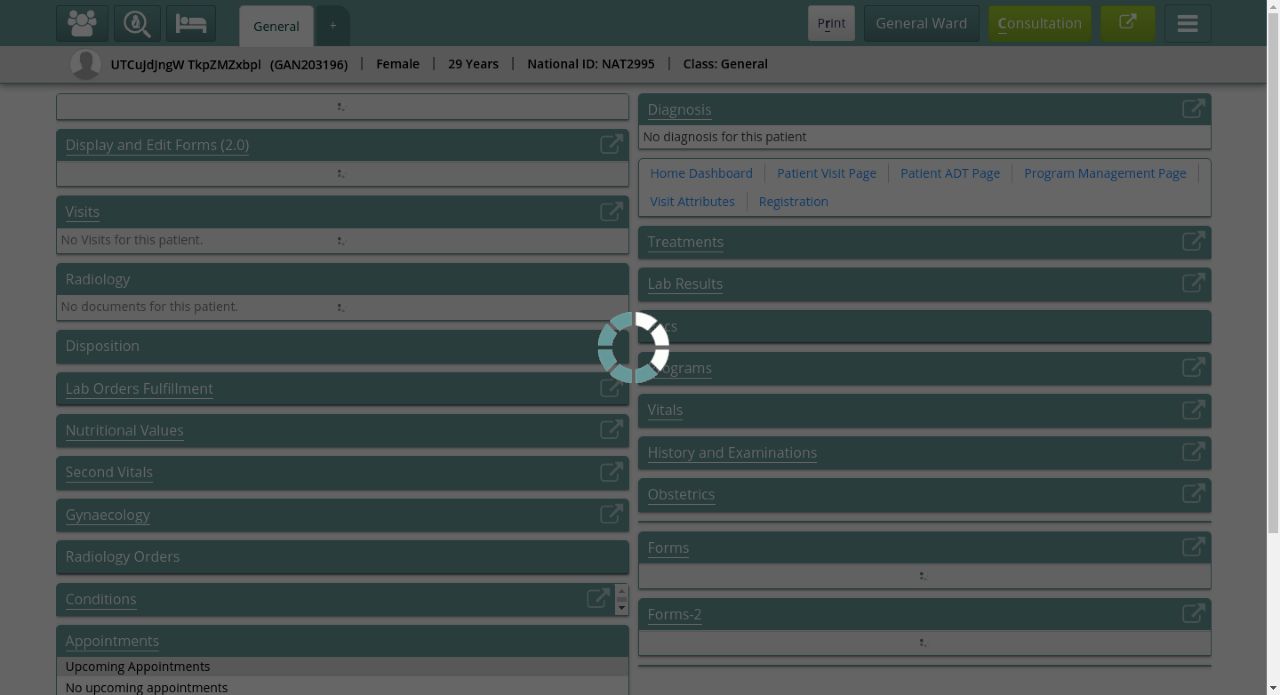 General
+
Print
General Ward
Consultation
UTCuJdJngW TkpZMZxbpl (GAN203196) | Female | 29 Years | National ID: NAT2995 | Class: General
Display and Edit Forms (2.0)
Visits
No Visits for this patient.
Radiology
No documents for this patient.
Disposition
Lab Orders Fulfillment
Nutritional Values
Second Vitals
Gynaecology
Radiology Orders
Conditions
Appointments
Upcoming Appointments
No upcoming appointments
Diagnosis
No diagnosis for this patient
Home Dashboard
Patient Visit Page
Patient ADT Page
Program Management Page
Visit Attributes
Registration
Treatments
Lab Results
Vitals
History and Examinations
Obstetrics
Forms
Forms-2